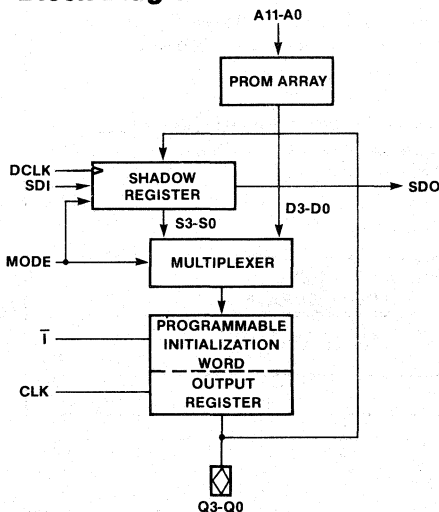 A11-A0
PROM ARRAY
DCLK
SDI
SHADOW
REGISTER
SDO
S3-S0
D3-D0
MODE
MULTIPLEXER
I
PROGRAMMABLE
INITIALIZATION
WORD
CLK
OUTPUT
REGISTER
Q3-Q0